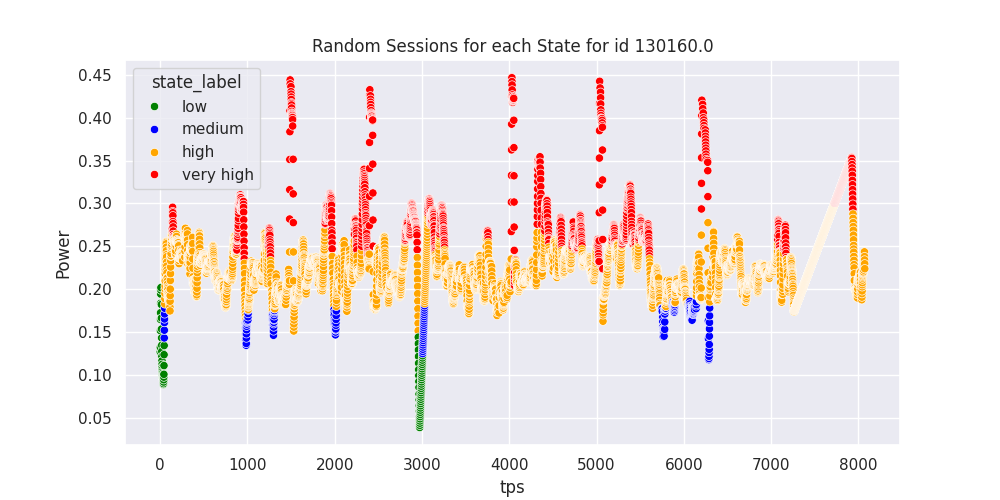 Random Sessions for each State for id 130160.0
state_label
low
medium
high
very high
Power
0.45
0.40
0.35
0.30
0.25
0.20
0.15
0.10
0.05
0 1000 2000 3000 4000 5000 6000 7000 8000
tps